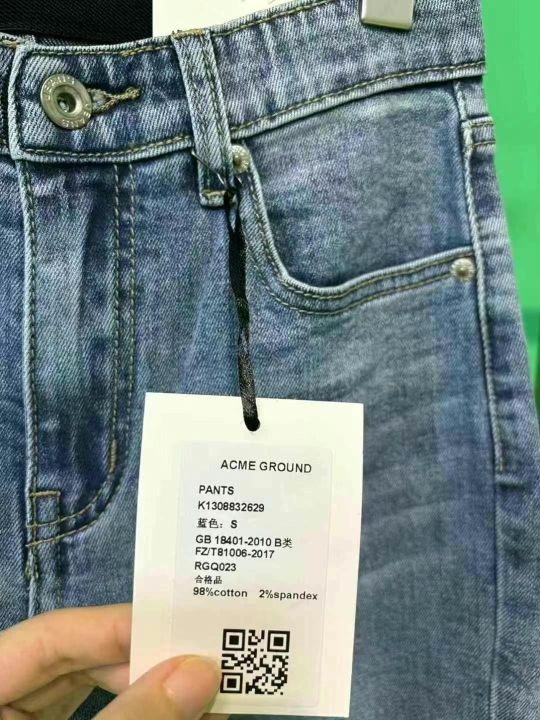 ACME GROUND
PANTS
K1308832629
蓝色：S
GB 18401-2010 B类
FZ/T81006-2017
RGQ023
合格品
98%cotton 2%spandex